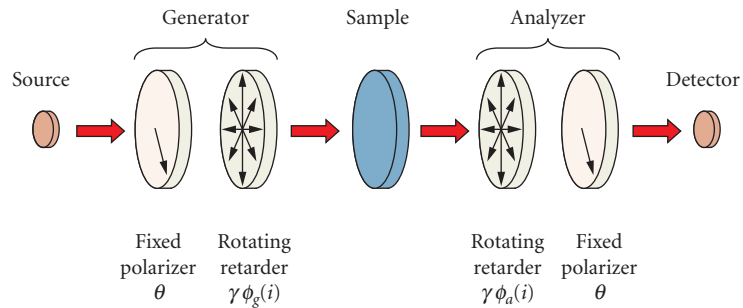 Generator
Sample
Analyzer
Source
Detector
Fixed
polarizer
θ
Rotating
retarder
γ ϕg(i)
Rotating
retarder
γ ϕa(i)
Fixed
polarizer
θ